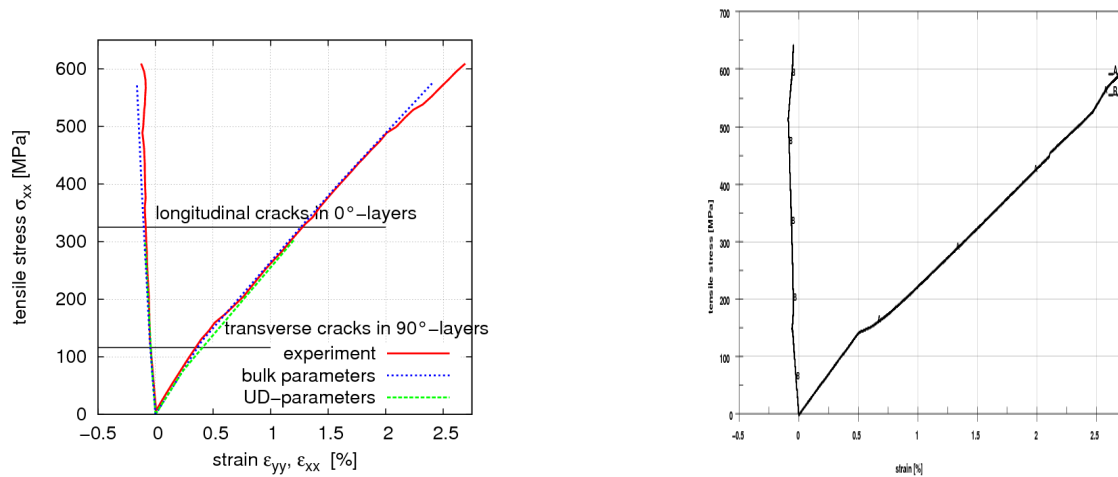 600
500
400
300
200
100
0
tensile stress σxx [MPa]
longitudinal cracks in 0°−layers
transverse cracks in 90°−layers
experiment
bulk parameters
UD−parameters
−0.5 0 0.5 1 1.5 2 2.5
strain εyy, εxx [%]
700
600
500
400
300
200
100
0
tensile stress [MPa]
A
B
B
B
B
B
B
A
A
A
-0.5 0 0.5 1 1.5 2 2.5
strain [%]